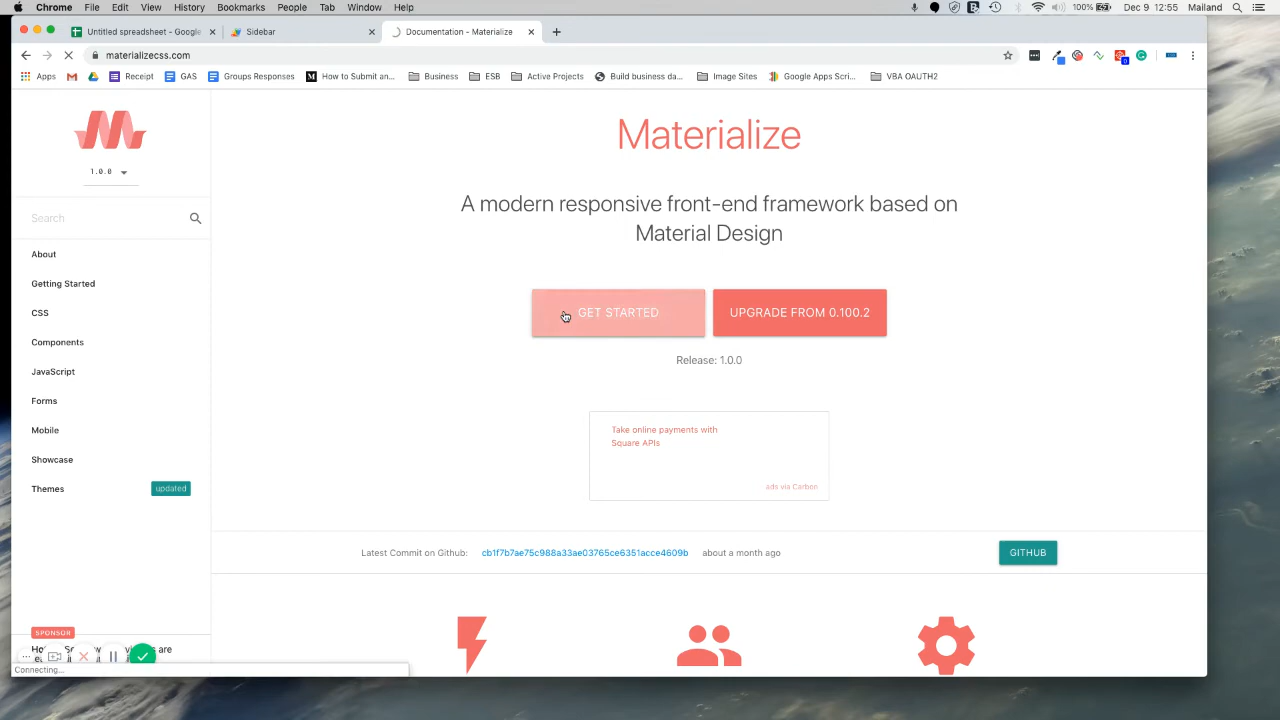 Chrome File Edit View History Bookmarks People Tab Window Help 100% Dec 9 12:55 Mailand
Untitled spreadsheet - Google Sidebar Documentation - Materialize
materializecss.com
Apps Receipt GAS Groups Responses How to Submit an... Business ESB Active Projects Build business da... Image Sites Google Apps Scri... VBA OAUTH2
1.0.0
Search
About
Getting Started
CSS
Components
JavaScript
Forms
Mobile
Showcase
Themes updated
SPONSOR
Connecting...
Materialize
A modern responsive front-end framework based on
Material Design
GET STARTED UPGRADE FROM 0.100.2
Release: 1.0.0
Take online payments with
Square APIs
ads via Carbon
Latest Commit on Github: cb1f7b7ae75c988a33ae03765ce6351acce4609b about a month ago GITHUB